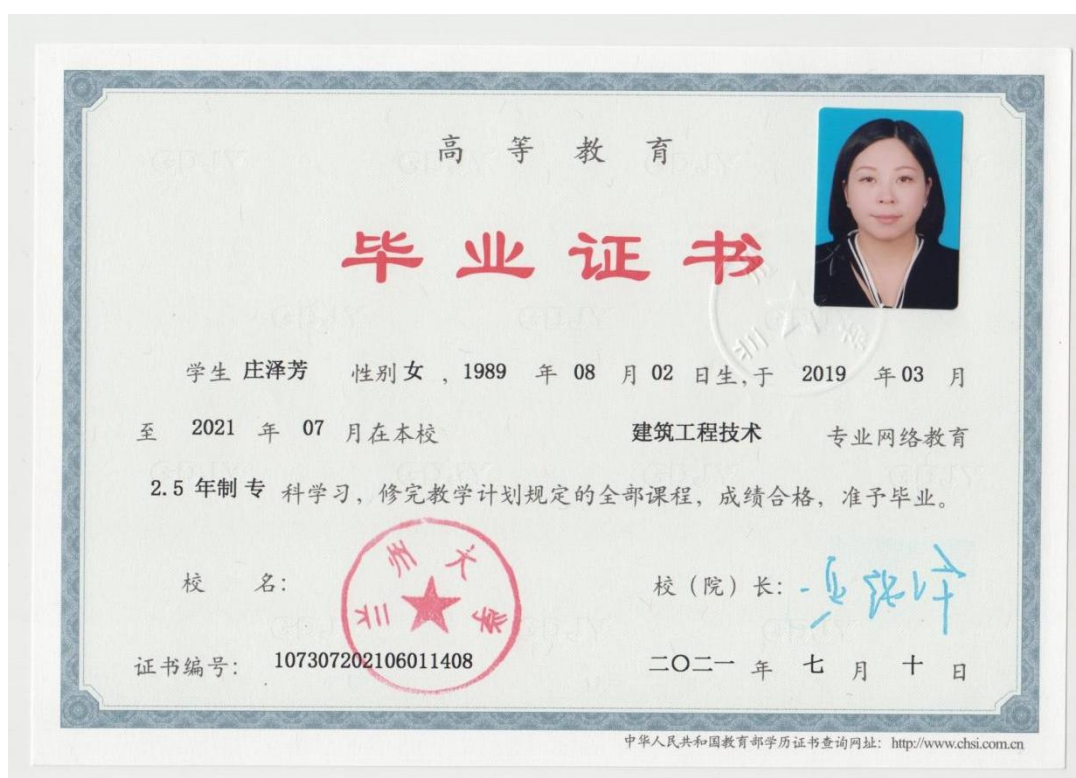 高等教育
毕业证书
学生 庄泽芳 性别 女 , 1989 年 08 月 02 日生,于 2019 年 03 月
至 2021 年 07 月在本校 建筑工程技术 专业网络教育
2.5 年制 专 科学习, 修完教学计划规定的全部课程, 成绩合格, 准予毕业。
校 名:
兰州大学
校 (院) 长:
证书编号: 107307202106011408
二〇二一 年 七 月 十 日
中华人民共和国教育部学历证书查询网址: http://www.chsi.com.cn